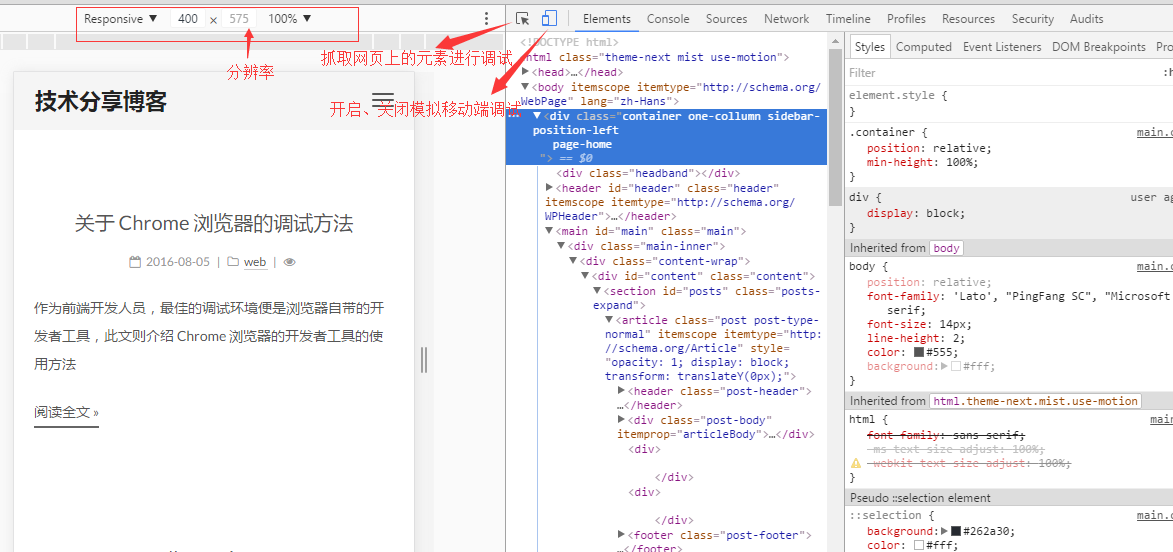 Responsive ▼ 400 × 575 100% ▼
Elements Console Sources Network Timeline Profiles Resources Security Audits
分辨率
抓取网页上的元素进行调试
开启、关闭模拟移动端调试
技术分享博客
关于 Chrome 浏览器的调试方法
2016-08-05 | web |
作为前端开发人员，最佳的调试环境便是浏览器自带的开
发者工具，此文则介绍 Chrome 浏览器的开发者工具的使
用方法
阅读全文 »
<!DOCTYPE html>
html class="theme-next mist use-motion">
▶<head>…</head>
▼<body itemscope itemtype="http://schema.org/
WebPage" lang="zh-Hans">
… ▼<div class="container one-collumn sidebar-
position-left
page-home
"> == $0
<div class="headband"></div>
▶<header id="header" class="header"
itemscope itemtype="http://schema.org/
WPHeader">…</header>
▼<main id="main" class="main">
▼<div class="main-inner">
▼<div class="content-wrap">
▼<div id="content" class="content">
▼<section id="posts" class="posts-
expand">
▼<article class="post post-type-
normal" itemscope itemtype="http:
//schema.org/Article" style=
"opacity: 1; display: block;
transform: translateY(0px);">
▶<header class="post-header">
…</header>
▶<div class="post-body"
itemprop="articleBody">…</div>
<div>
</div>
<div>
</div>
▶<footer class="post-footer">
…</footer>
Styles Computed Event Listeners DOM Breakpoints Pro
Filter :h
element.style {
}
.container { main.c
position: relative;
min-height: 100%;
}
div { user ag
display: block;
}
Inherited from body
body { main.c
position: relative;
font-family: 'Lato', "PingFang SC", "Microsoft
serif;
font-size: 14px;
line-height: 2;
color: #555;
background:▶ #fff;
}
Inherited from html.theme-next.mist.use-motion
html { main
font-family: sans-serif;
-ms-text-size-adjust: 100%;
-webkit-text-size-adjust: 100%;
}
Pseudo ::selection element
::selection { main.c
background:▶ #262a30;
color: #fff;